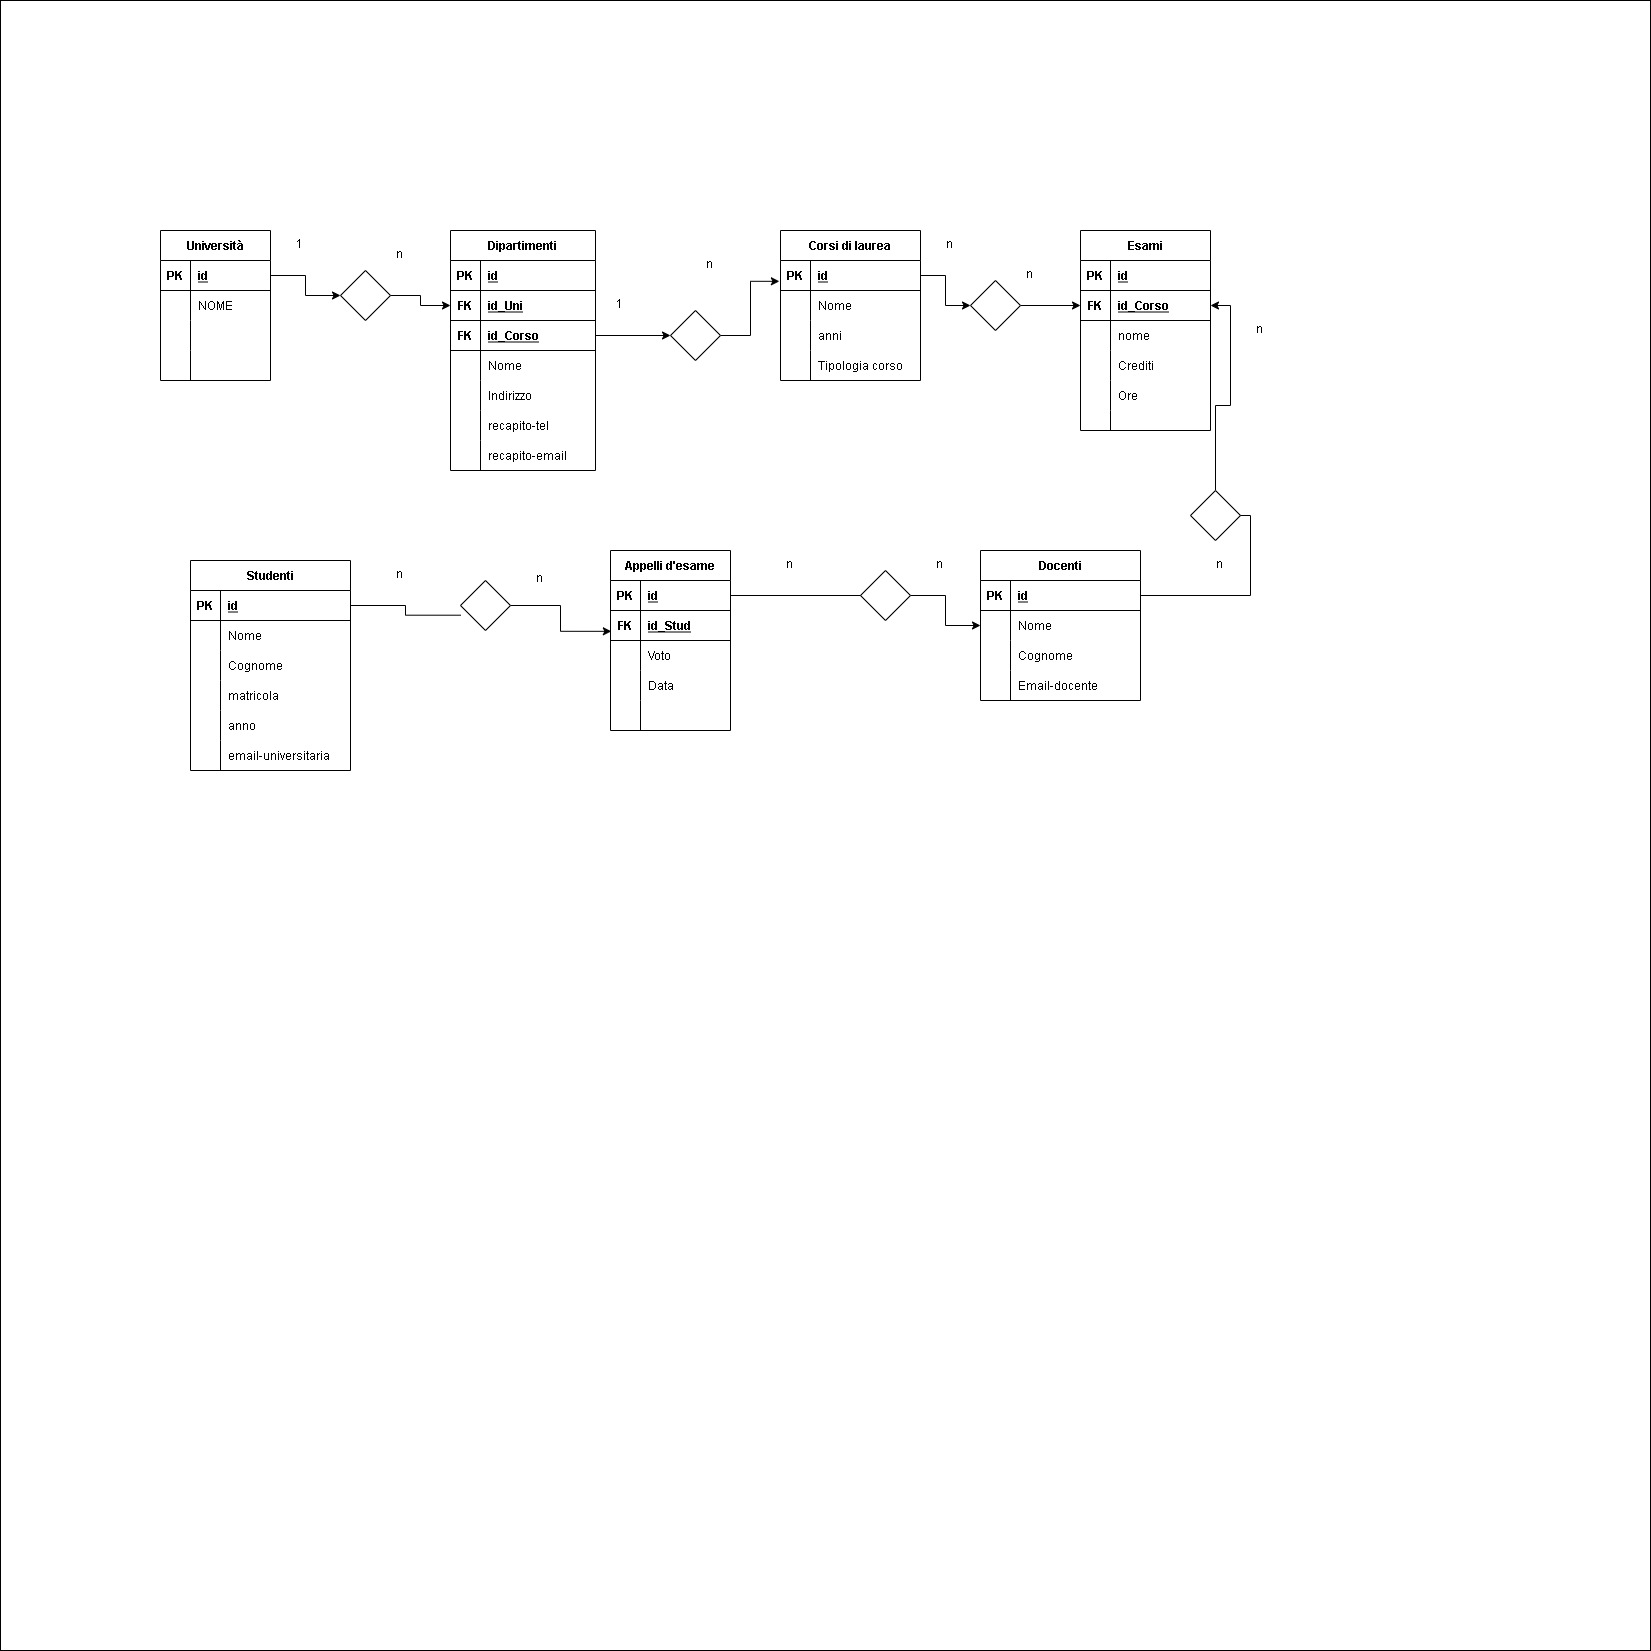 Università
PK id
NOME
1
n
Dipartimenti
PK id
FK id_Uni
FK id_Corso
Nome
Indirizzo
recapito-tel
recapito-email
1
n
Corsi di laurea
PK id
Nome
anni
Tipologia corso
n
n
Esami
PK id
FK id_Corso
nome
Crediti
Ore
n
Studenti
PK id
Nome
Cognome
matricola
anno
email-universitaria
n
n
Appelli d'esame
PK id
FK id_Stud
Voto
Data
n
n
Docenti
PK id
Nome
Cognome
Email-docente
n